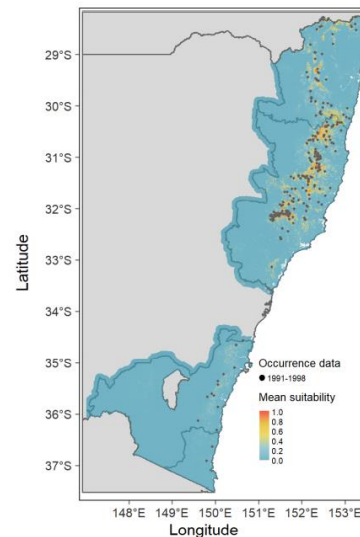 29°S
30°S
31°S
32°S
33°S
34°S
35°S
36°S
37°S
Latitude
Occurrence data
1991-1998
Mean suitability
1.0
0.8
0.6
0.4
0.2
0.0
148°E 149°E 150°E 151°E 152°E 153°E
Longitude